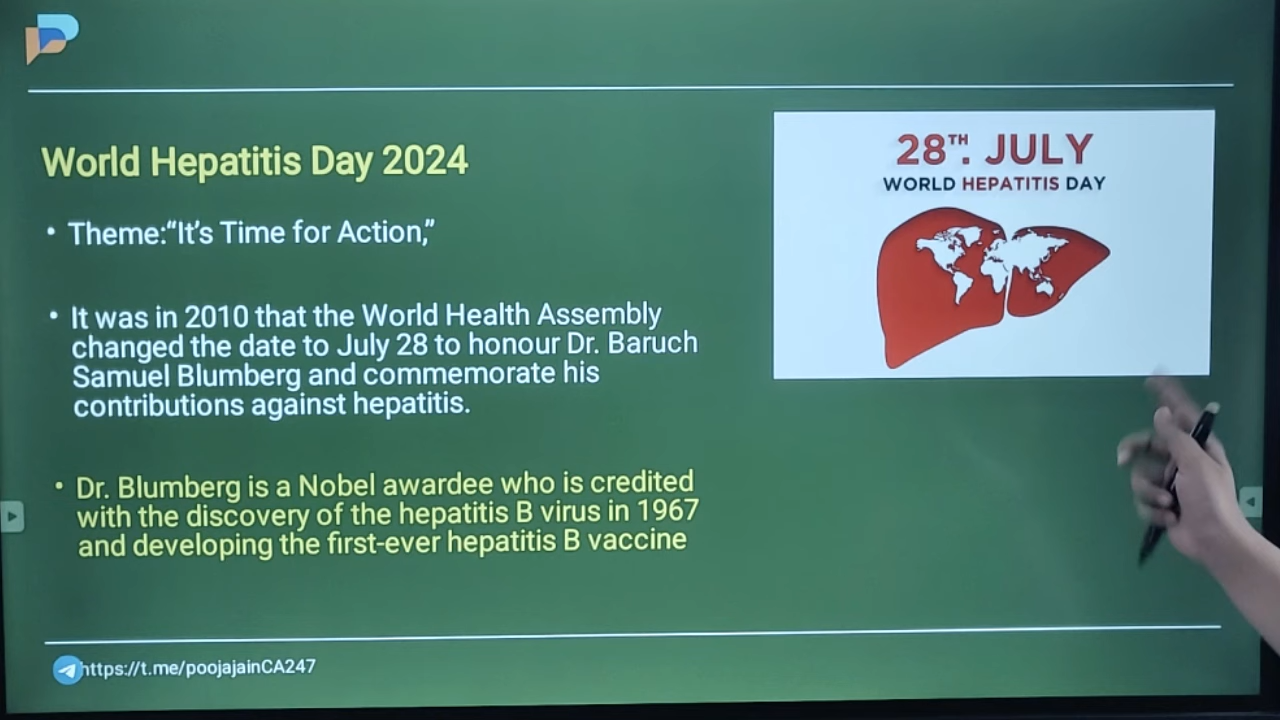 World Hepatitis Day 2024
• Theme:“It’s Time for Action,”
• It was in 2010 that the World Health Assembly
changed the date to July 28 to honour Dr. Baruch
Samuel Blumberg and commemorate his
contributions against hepatitis.
• Dr. Blumberg is a Nobel awardee who is credited
with the discovery of the hepatitis B virus in 1967
and developing the first-ever hepatitis B vaccine
28TH. JULY
WORLD HEPATITIS DAY
https://t.me/poojajainCA247